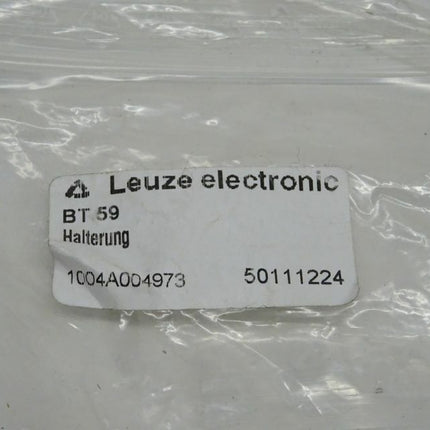 Leuze electronic
BT 59
Halterung
1004A004973 50111224